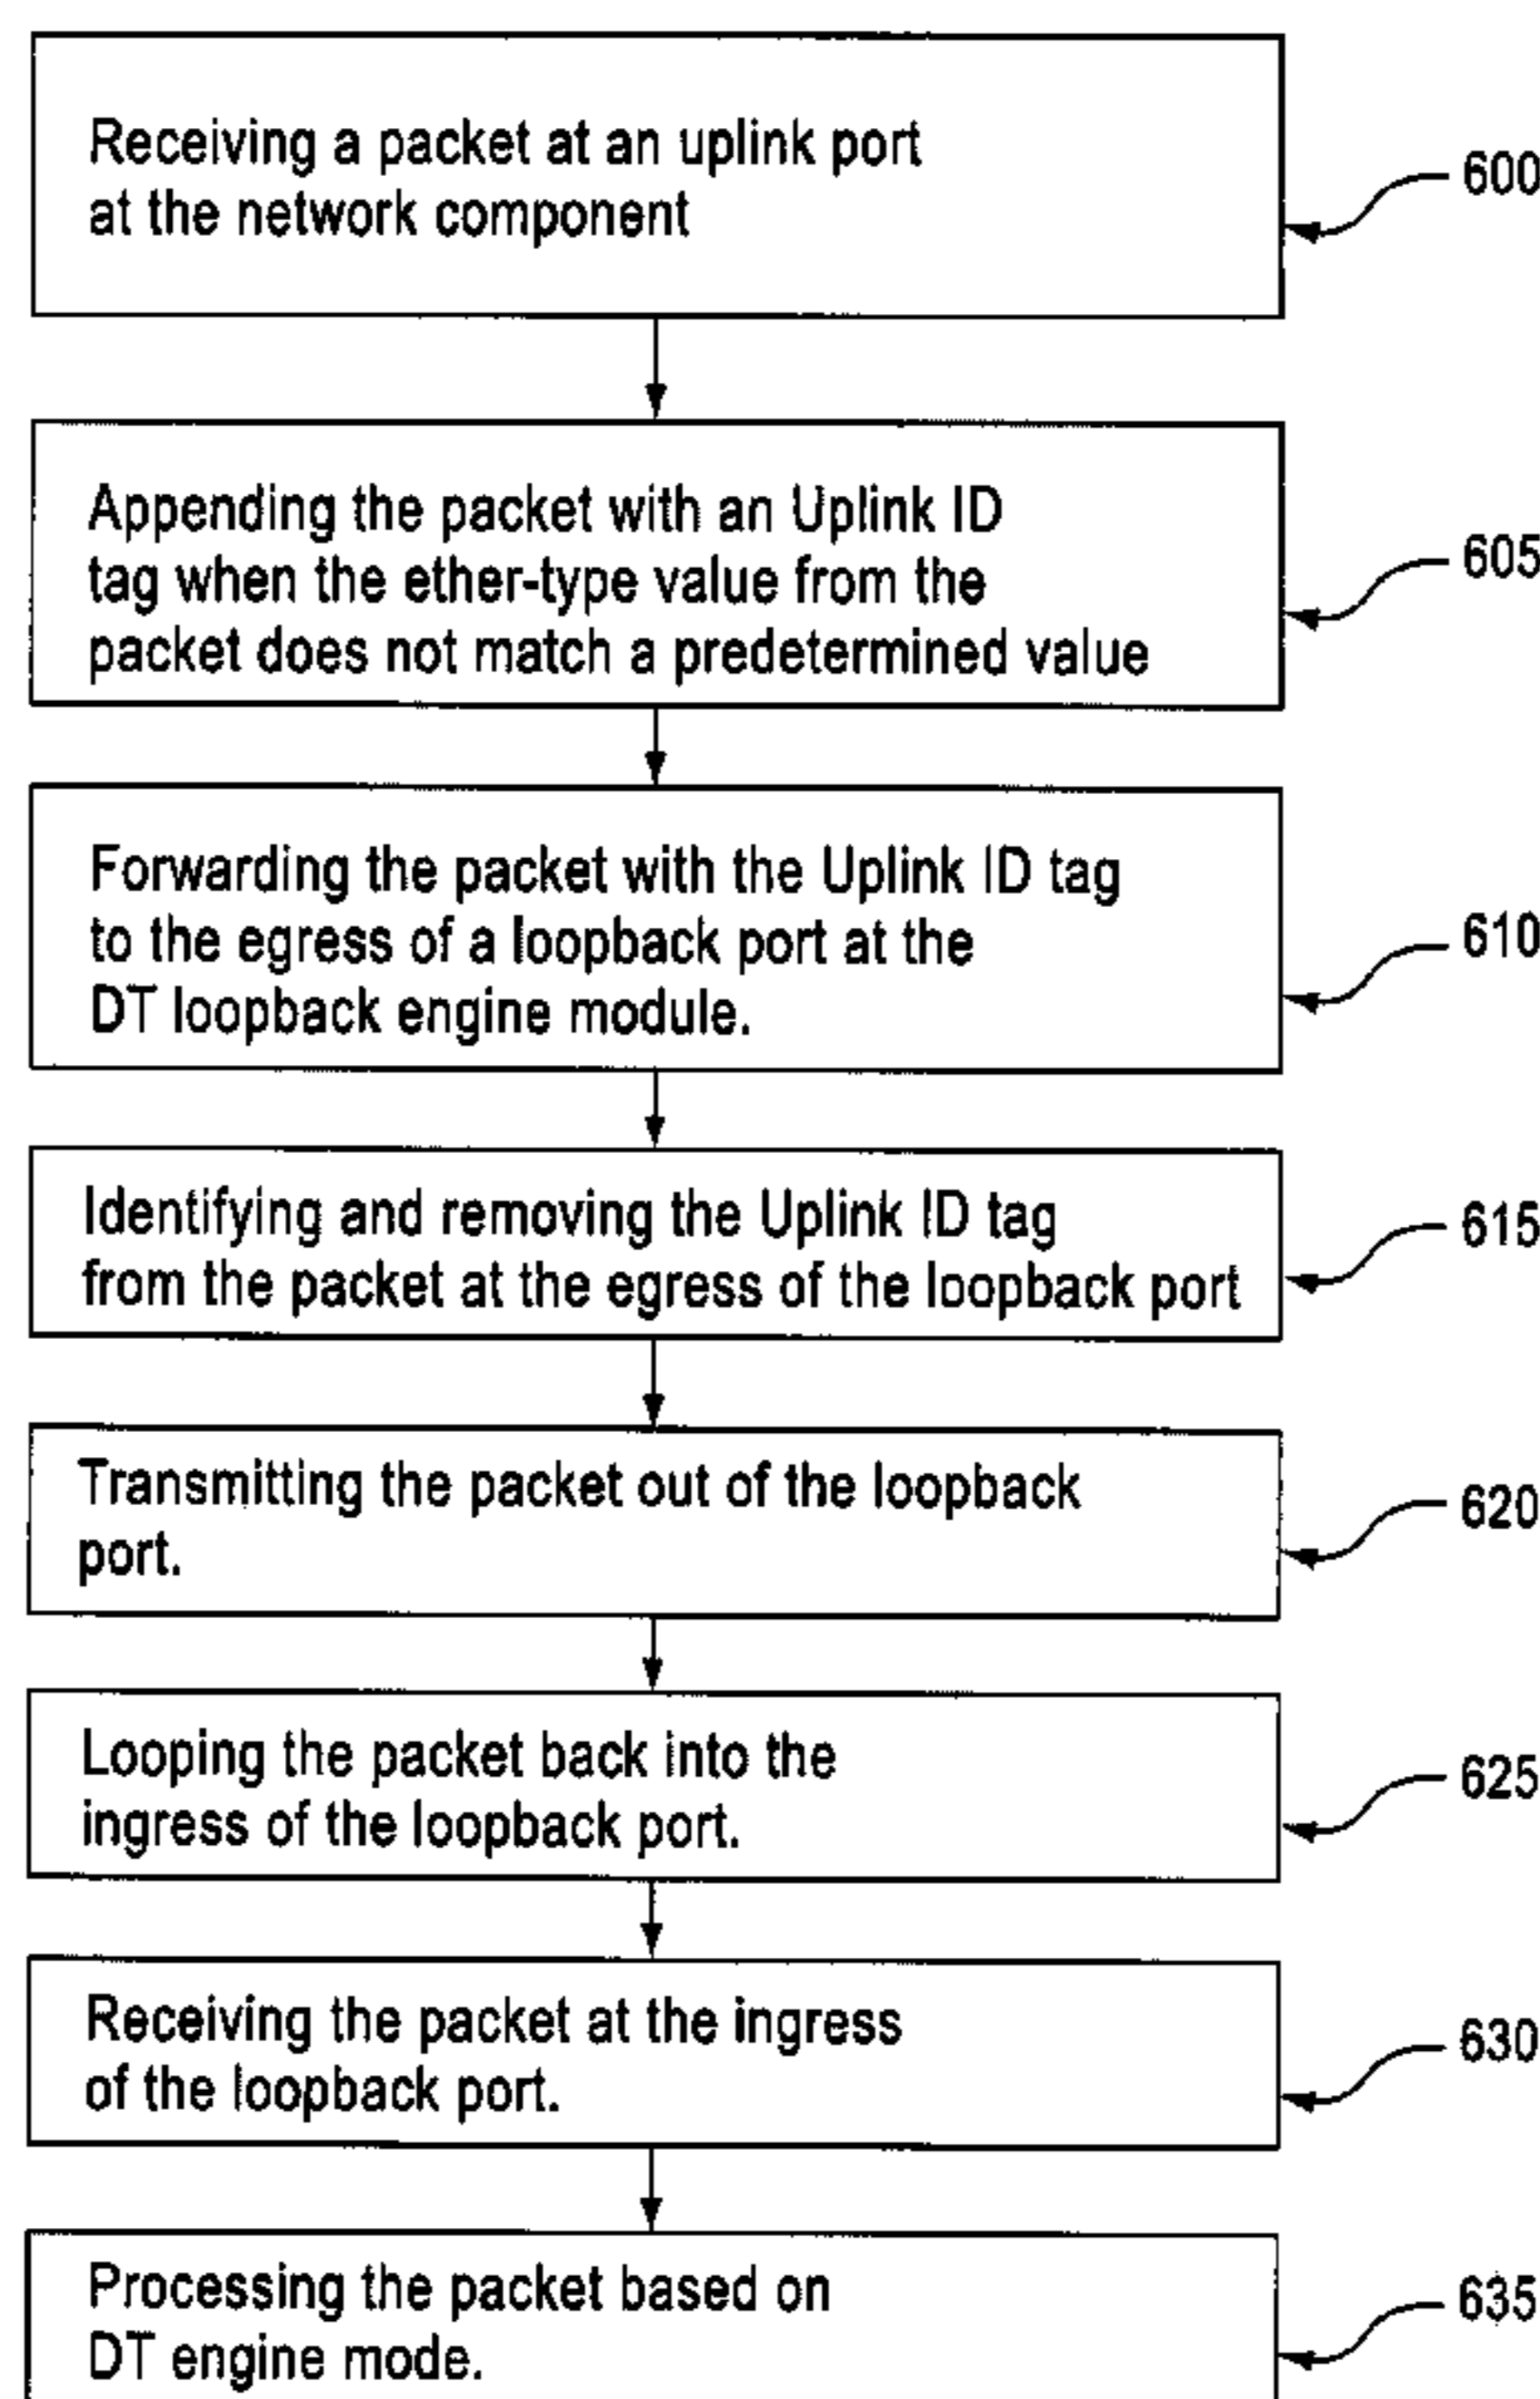 Receiving a packet at an uplink port
at the network component
600
Appending the packet with an Uplink ID
tag when the ether-type value from the
packet does not match a predetermined value
605
Forwarding the packet with the Uplink ID tag
to the egress of a loopback port at the
DT loopback engine module.
610
Identifying and removing the Uplink ID tag
from the packet at the egress of the loopback port
615
Transmitting the packet out of the loopback
port.
620
Looping the packet back into the
ingress of the loopback port.
625
Receiving the packet at the ingress
of the loopback port.
630
Processing the packet based on
DT engine mode.
635